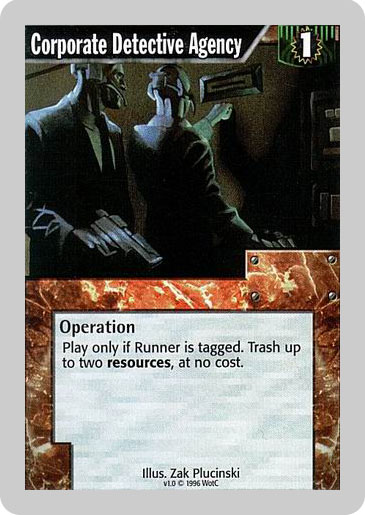 Corporate Detective Agency
1
Operation
Play only if Runner is tagged. Trash up
to two resources, at no cost.
Illus. Zak Plucinski
v1.0 © 1996 WotC